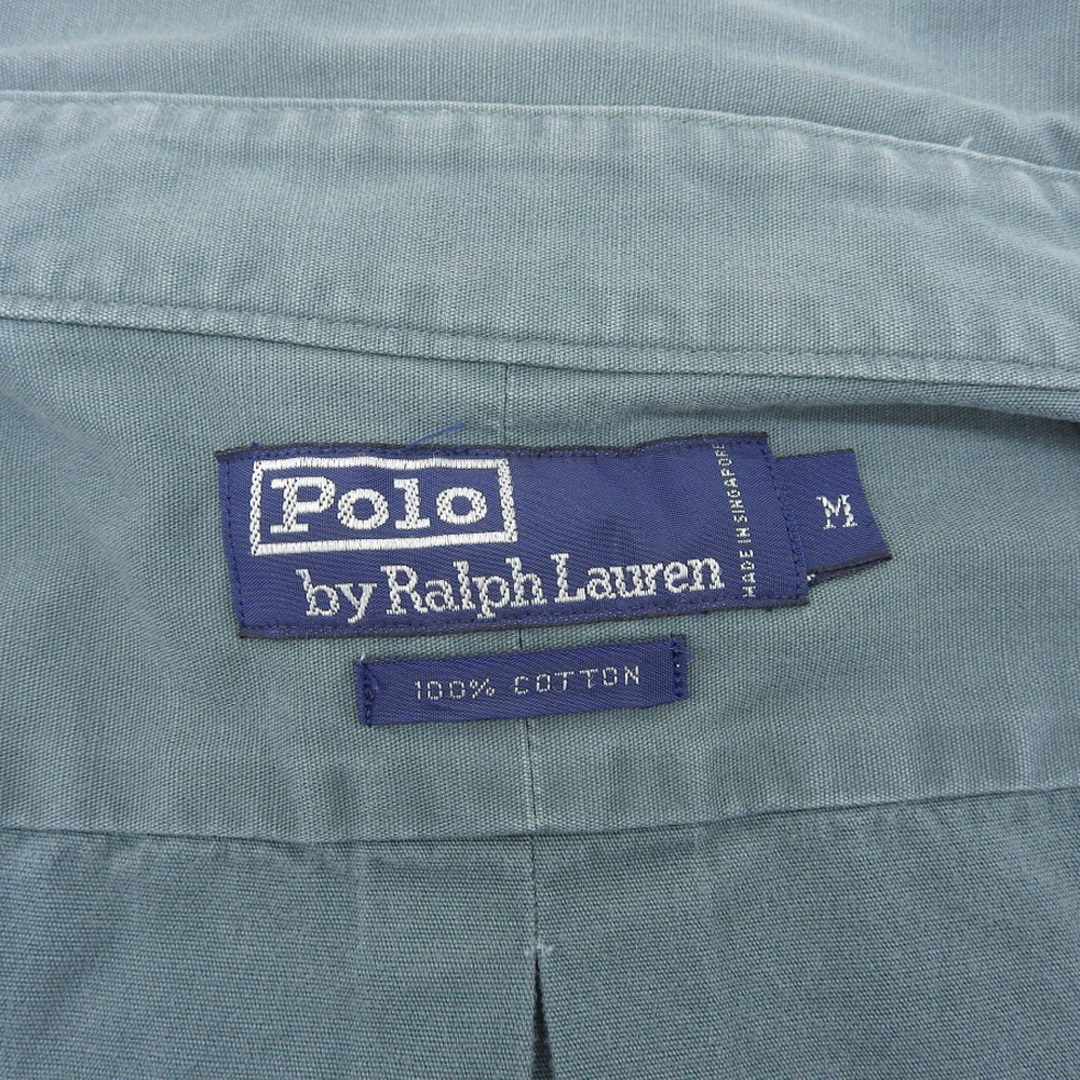 Polo
by Ralph Lauren
MADE IN SINGAPORE
M
100% COTTON